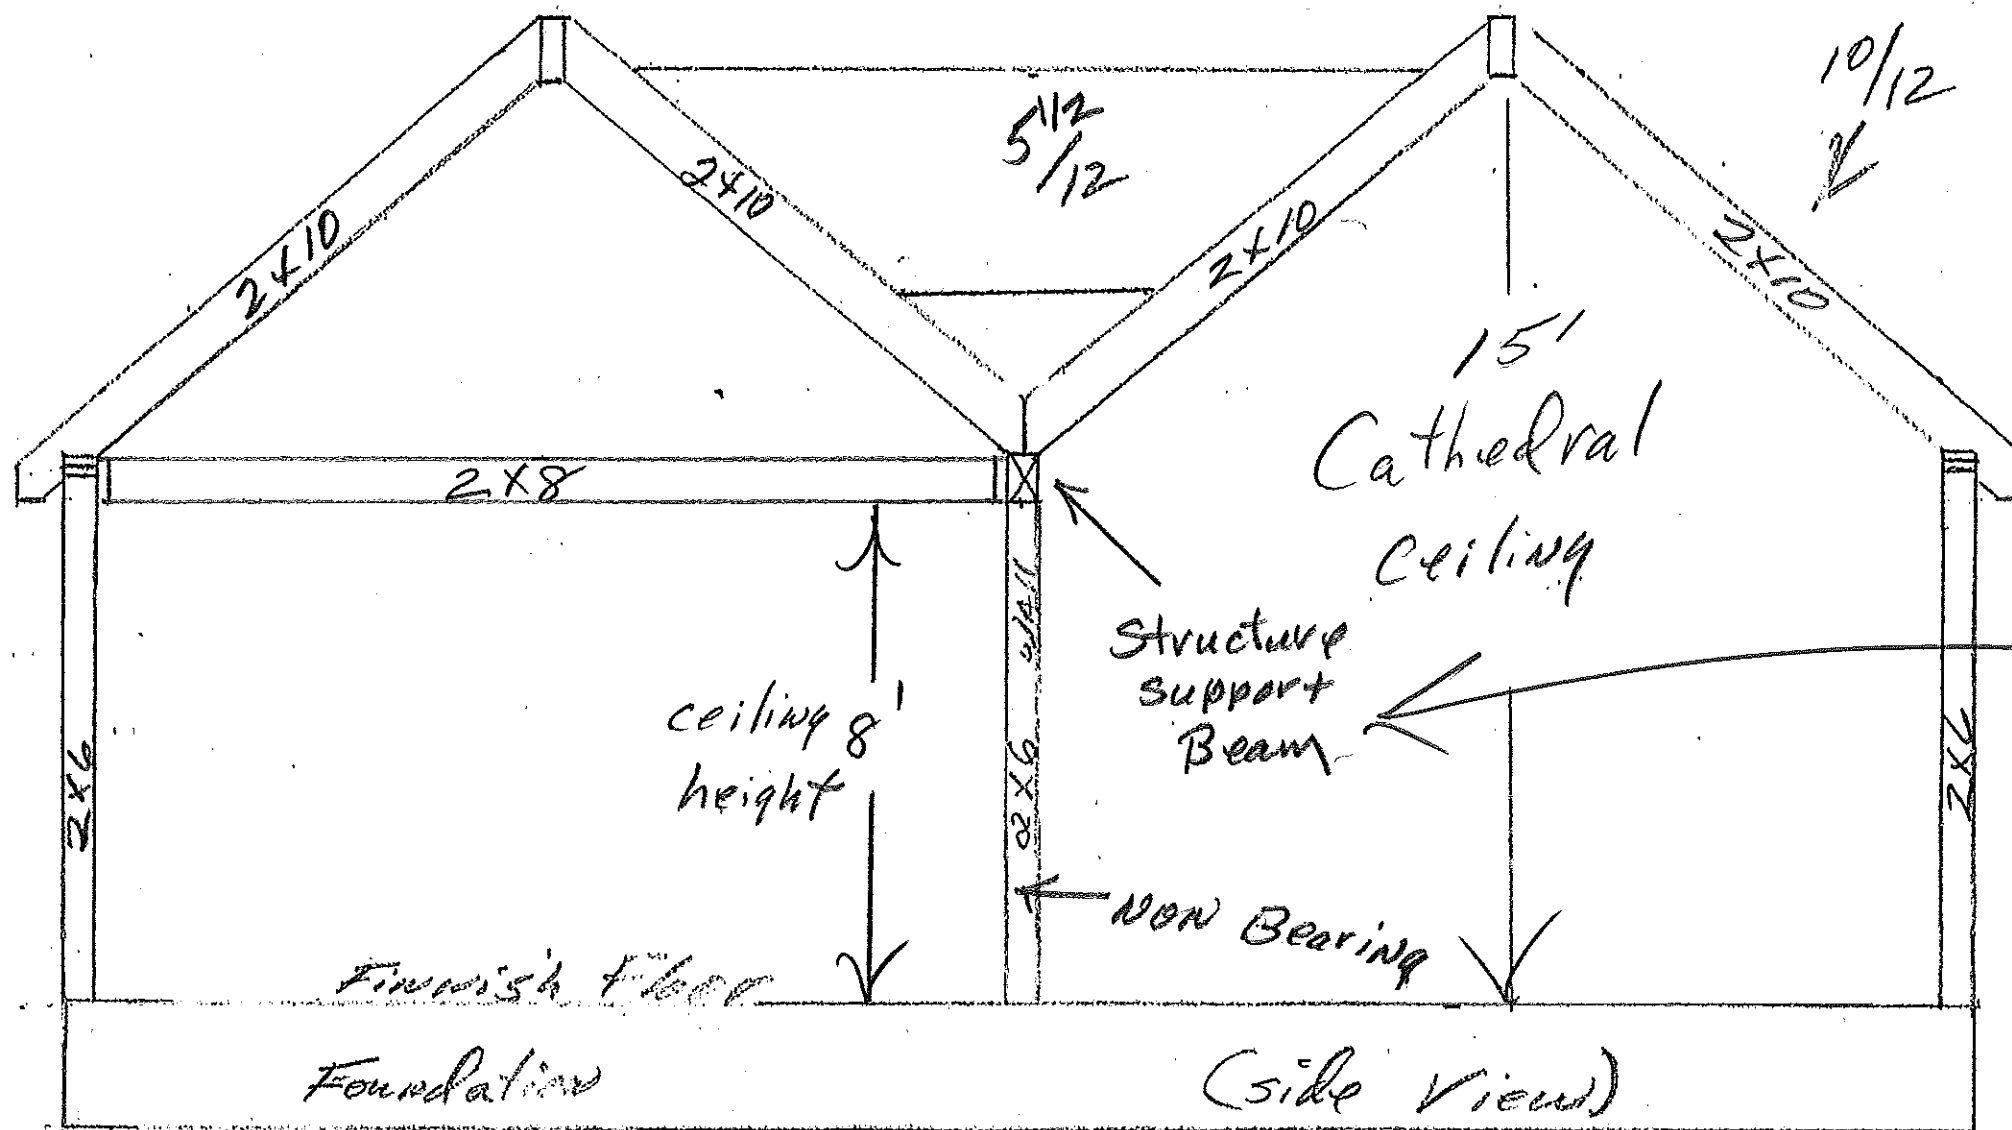 10/12
5 1/2/12
2x10
2x10
2x10
2x10
15'
Cathedral
Ceiling
2x8
Structure
Support
Beam
ceiling 8'
height
2x6 WAll
2x6
2x6
NON Bearing
Finnish Floor
Foundation
(side View)